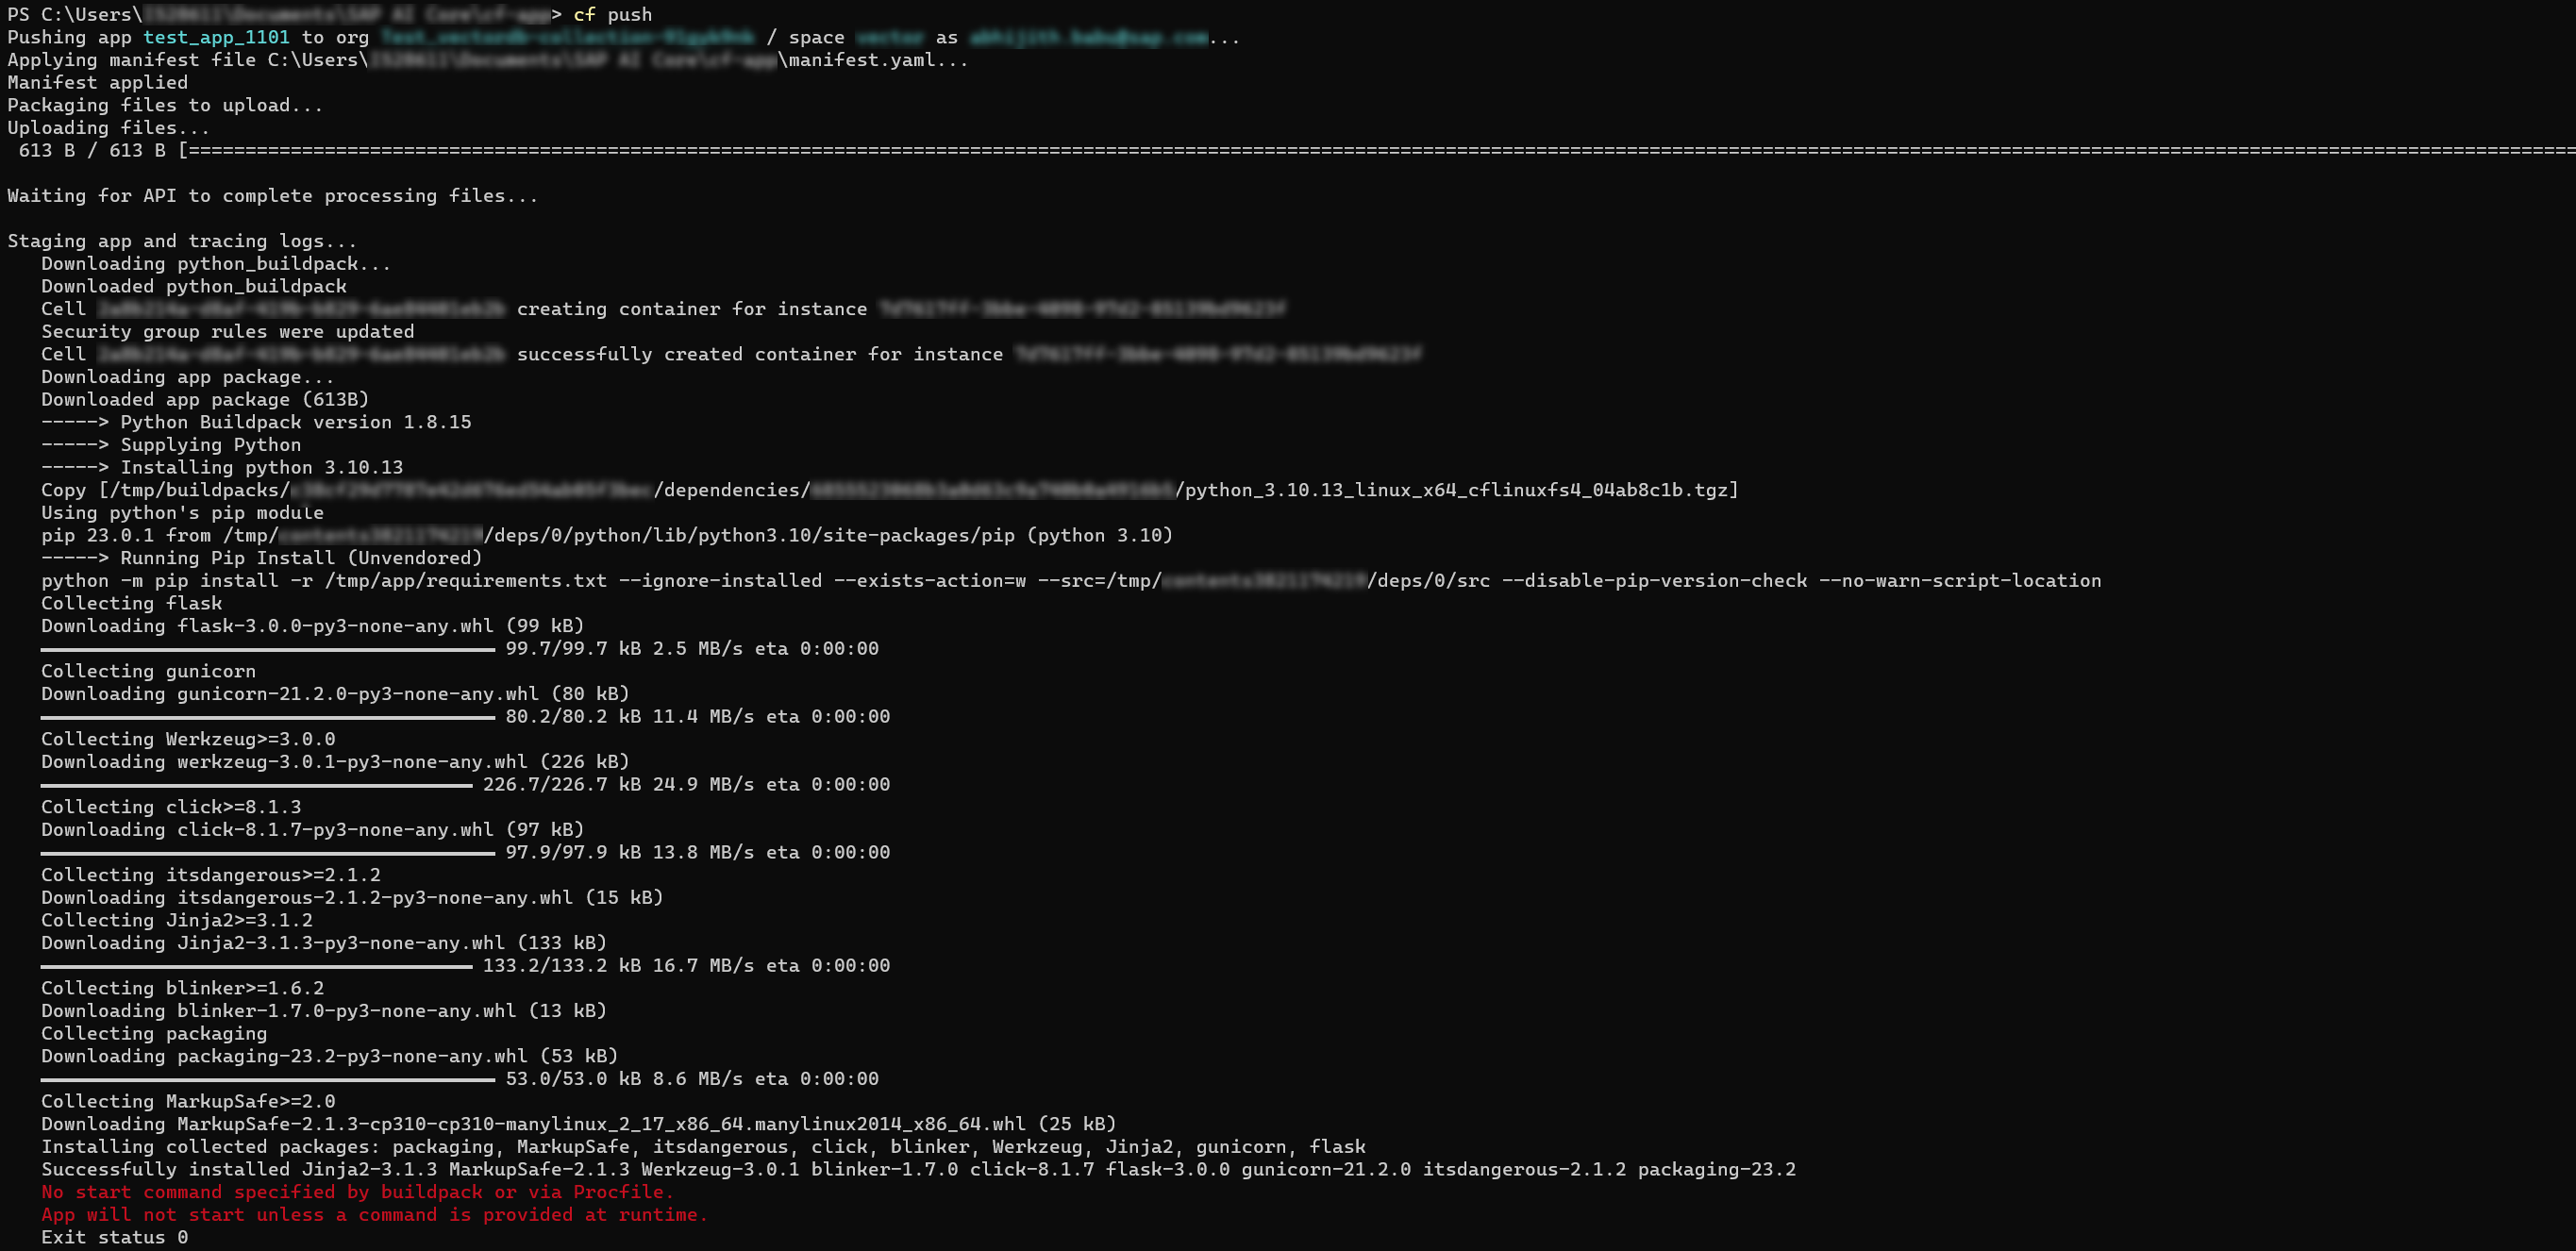 PS C:\Users\> cf push
Pushing app test_app_1101 to org / space as ...
Applying manifest file C:\Users\\manifest.yaml...
Manifest applied
Packaging files to upload...
Uploading files...
613 B / 613 B [==============================================================================================================================================================================================================
Waiting for API to complete processing files...
Staging app and tracing logs...
Downloading python_buildpack...
Downloaded python_buildpack
Cell creating container for instance
Security group rules were updated
Cell successfully created container for instance
Downloading app package...
Downloaded app package (613B)
-----> Python Buildpack version 1.8.15
-----> Supplying Python
-----> Installing python 3.10.13
Copy [/tmp/buildpacks//dependencies//python_3.10.13_linux_x64_cflinuxfs4_04ab8c1b.tgz]
Using python's pip module
pip 23.0.1 from /tmp//deps/0/python/lib/python3.10/site-packages/pip (python 3.10)
-----> Running Pip Install (Unvendored)
python -m pip install -r /tmp/app/requirements.txt --ignore-installed --exists-action=w --src=/tmp//deps/0/src --disable-pip-version-check --no-warn-script-location
Collecting flask
Downloading flask-3.0.0-py3-none-any.whl (99 kB)
99.7/99.7 kB 2.5 MB/s eta 0:00:00
Collecting gunicorn
Downloading gunicorn-21.2.0-py3-none-any.whl (80 kB)
80.2/80.2 kB 11.4 MB/s eta 0:00:00
Collecting Werkzeug>=3.0.0
Downloading werkzeug-3.0.1-py3-none-any.whl (226 kB)
226.7/226.7 kB 24.9 MB/s eta 0:00:00
Collecting click>=8.1.3
Downloading click-8.1.7-py3-none-any.whl (97 kB)
97.9/97.9 kB 13.8 MB/s eta 0:00:00
Collecting itsdangerous>=2.1.2
Downloading itsdangerous-2.1.2-py3-none-any.whl (15 kB)
Collecting Jinja2>=3.1.2
Downloading Jinja2-3.1.3-py3-none-any.whl (133 kB)
133.2/133.2 kB 16.7 MB/s eta 0:00:00
Collecting blinker>=1.6.2
Downloading blinker-1.7.0-py3-none-any.whl (13 kB)
Collecting packaging
Downloading packaging-23.2-py3-none-any.whl (53 kB)
53.0/53.0 kB 8.6 MB/s eta 0:00:00
Collecting MarkupSafe>=2.0
Downloading MarkupSafe-2.1.3-cp310-cp310-manylinux_2_17_x86_64.manylinux2014_x86_64.whl (25 kB)
Installing collected packages: packaging, MarkupSafe, itsdangerous, click, blinker, Werkzeug, Jinja2, gunicorn, flask
Successfully installed Jinja2-3.1.3 MarkupSafe-2.1.3 Werkzeug-3.0.1 blinker-1.7.0 click-8.1.7 flask-3.0.0 gunicorn-21.2.0 itsdangerous-2.1.2 packaging-23.2
No start command specified by buildpack or via Procfile.
App will not start unless a command is provided at runtime.
Exit status 0